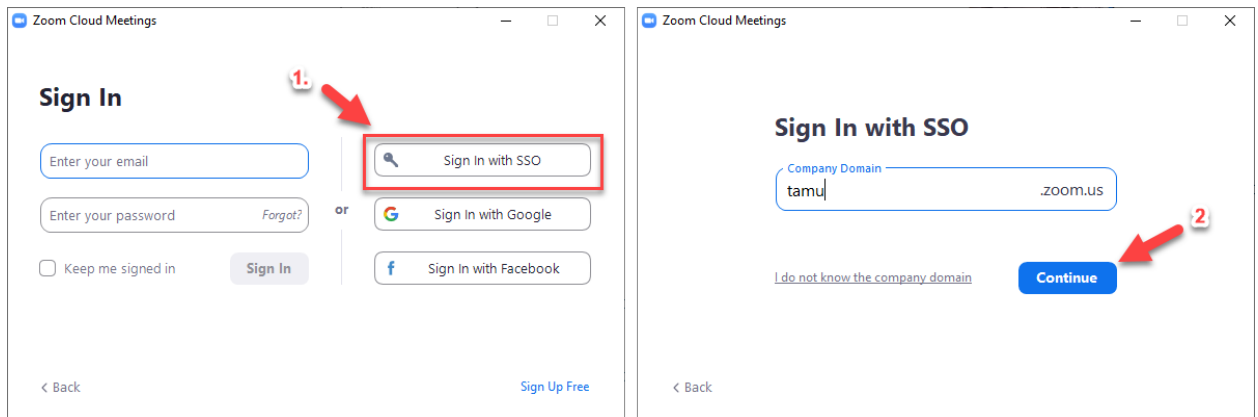 Zoom Cloud Meetings
Sign In
1.
Enter your email
Enter your password Forgot?
Keep me signed in Sign In
or
Sign In with SSO
Sign In with Google
Sign In with Facebook
< Back
Sign Up Free
Zoom Cloud Meetings
Sign In with SSO
Company Domain
tamu .zoom.us
2
I do not know the company domain Continue
< Back